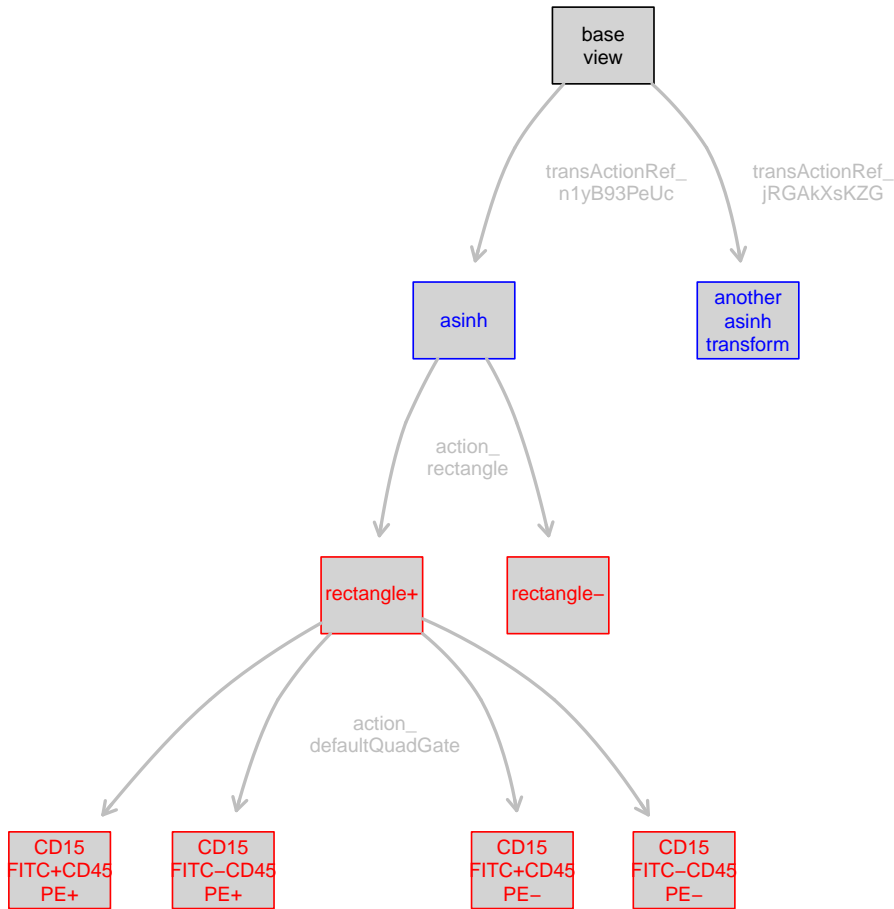 base
view
transActionRef_
n1yB93PeUc
transActionRef_
jRGAkXsKZG
asinh
another
asinh
transform
action_
rectangle
rectangle+
rectangle−
action_
defaultQuadGate
CD15
FITC+CD45
PE+
CD15
FITC−CD45
PE+
CD15
FITC+CD45
PE−
CD15
FITC−CD45
PE−